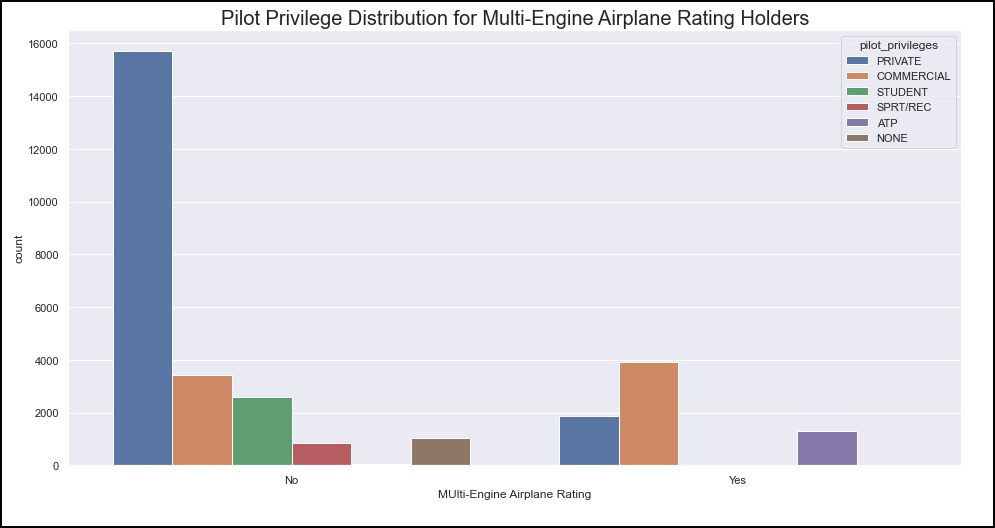 Pilot Privilege Distribution for Multi-Engine Airplane Rating Holders
pilot_privileges
PRIVATE
COMMERCIAL
STUDENT
SPRT/REC
ATP
NONE
16000
14000
12000
10000
8000
6000
4000
2000
0
count
No
Yes
MUlti-Engine Airplane Rating